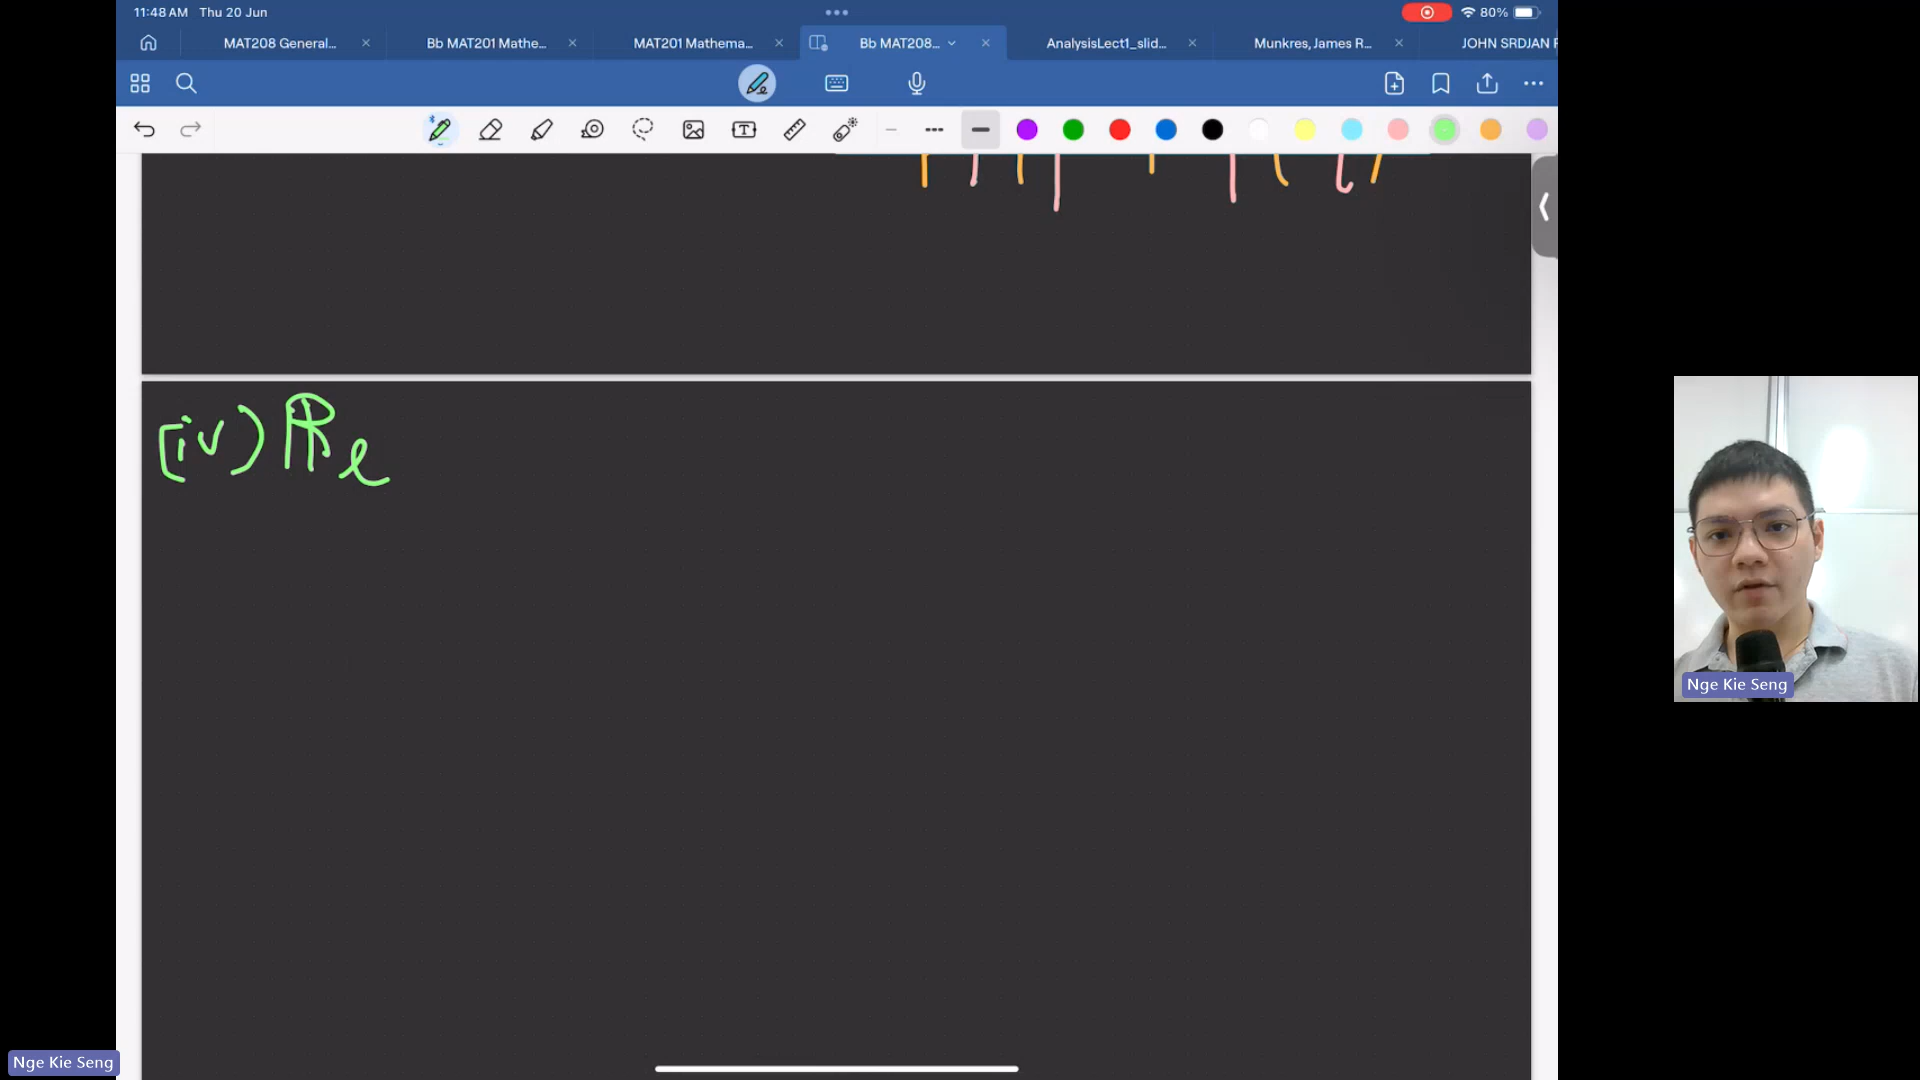 11:48 AM Thu 20 Jun
80%
MAT208 General...
Bb MAT201 Mathe...
MAT201 Mathema...
Bb MAT208...
AnalysisLect1_slid...
Munkres, James R...
JOHN SRDJAN
(iv) ℝℓ
Nge Kie Seng
Nge Kie Seng